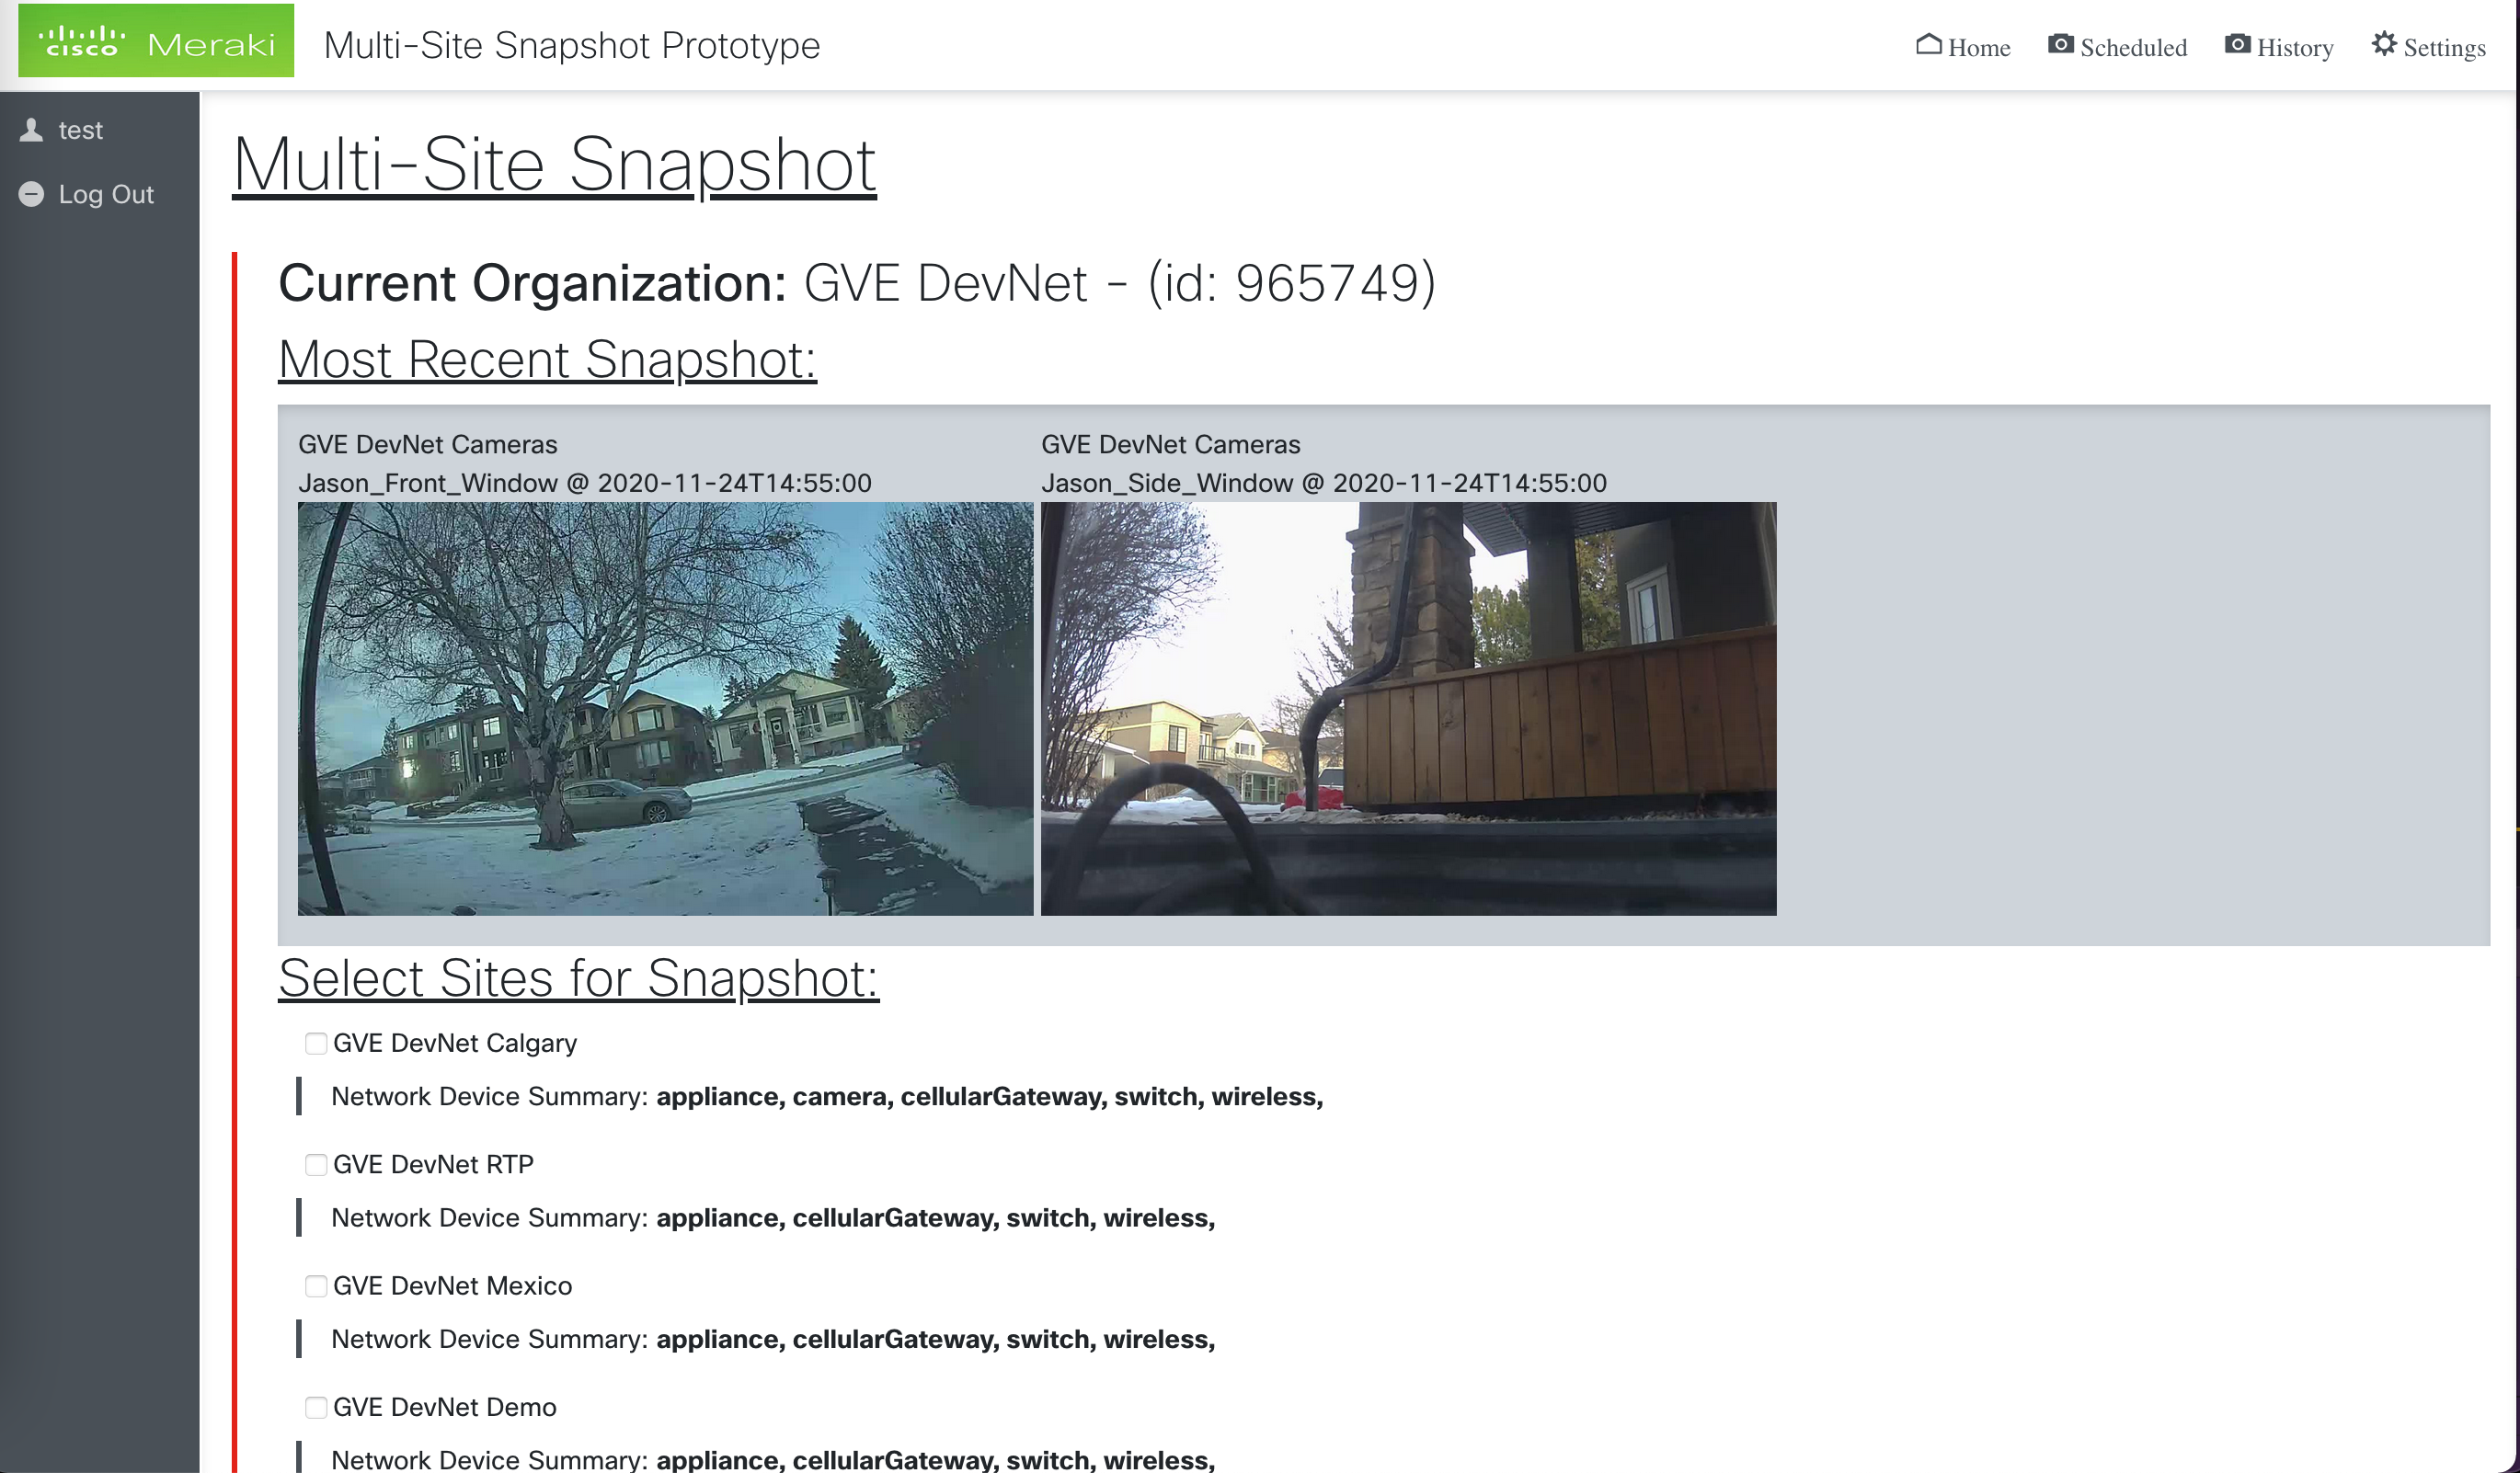 cisco Meraki
Multi-Site Snapshot Prototype
Home
Scheduled
History
Settings
test
Log Out
Multi-Site Snapshot
Current Organization: GVE DevNet - (id: 965749)
Most Recent Snapshot:
GVE DevNet Cameras
Jason_Front_Window @ 2020-11-24T14:55:00
GVE DevNet Cameras
Jason_Side_Window @ 2020-11-24T14:55:00
Select Sites for Snapshot:
GVE DevNet Calgary
Network Device Summary: appliance, camera, cellularGateway, switch, wireless,
GVE DevNet RTP
Network Device Summary: appliance, cellularGateway, switch, wireless,
GVE DevNet Mexico
Network Device Summary: appliance, cellularGateway, switch, wireless,
GVE DevNet Demo
Network Device Summary: appliance, cellularGateway, switch, wireless,